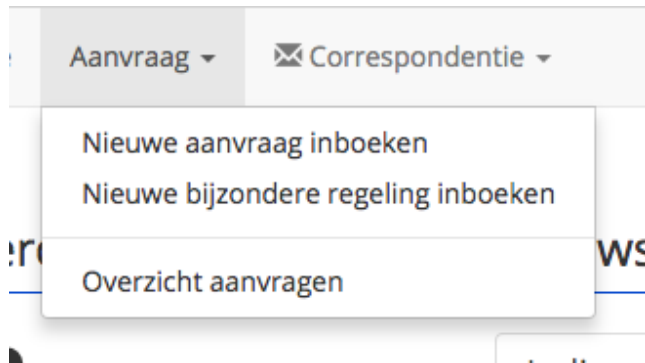 Aanvraag Correspondentie
Nieuwe aanvraag inboeken
Nieuwe bijzondere regeling inboeken
Overzicht aanvragen